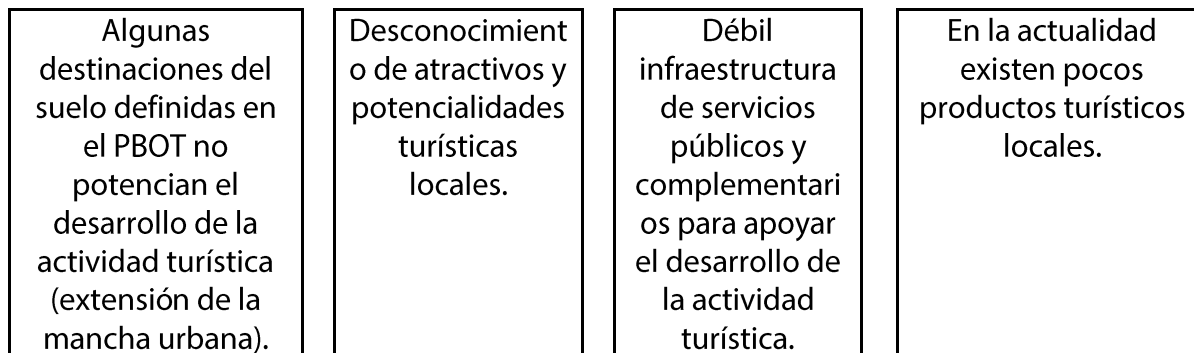 Algunas
destinaciones del
suelo definidas en
el PBOT no
potencian el
desarrollo de la
actividad turística
(extensión de la
mancha urbana).
Desconocimient
o de atractivos y
potencialidades
turísticas
locales.
Débil
infraestructura
de servicios
públicos y
complementari
os para apoyar
el desarrollo de
la actividad
turística.
En la actualidad
existen pocos
productos turísticos
locales.